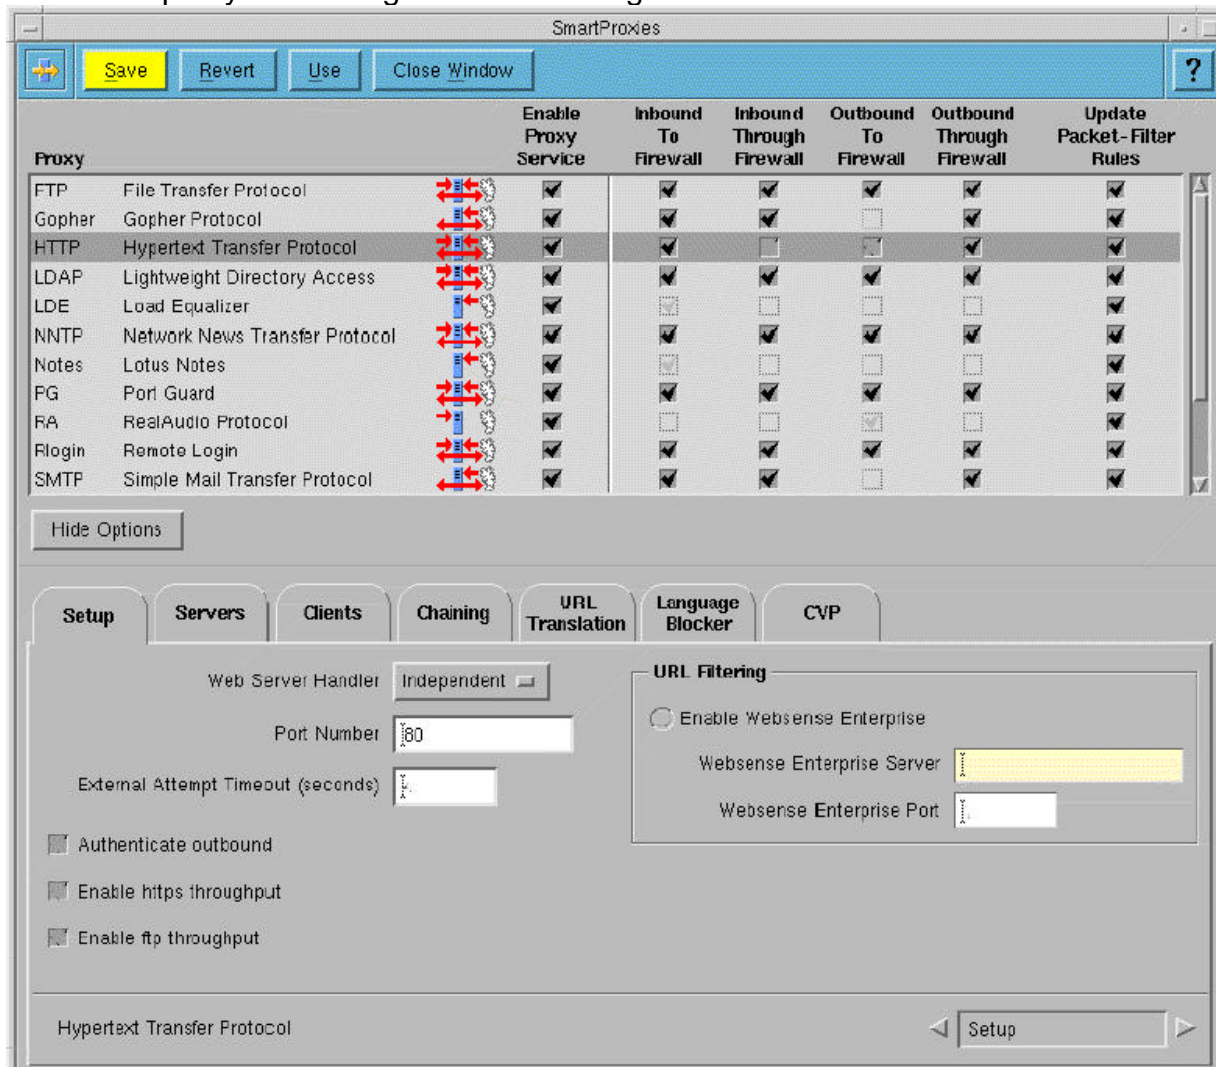 SmartProxies
Save Revert Use Close Window ?
Proxy Enable Proxy Service Inbound To Firewall Inbound Through Firewall Outbound To Firewall Outbound Through Firewall Update Packet-Filter Rules
FTP File Transfer Protocol
Gopher Gopher Protocol
HTTP Hypertext Transfer Protocol
LDAP Lightweight Directory Access
LDE Load Equalizer
NNTP Network News Transfer Protocol
Notes Lotus Notes
PG Port Guard
RA RealAudio Protocol
Rlogin Remote Login
SMTP Simple Mail Transfer Protocol
Hide Options
Setup Servers Clients Chaining URL Translation Language Blocker CVP
Web Server Handler Independent
Port Number 80
External Attempt Timeout (seconds)
Authenticate outbound
Enable https throughput
Enable ftp throughput
URL Filtering
Enable Websense Enterprise
Websense Enterprise Server
Websense Enterprise Port
Hypertext Transfer Protocol Setup